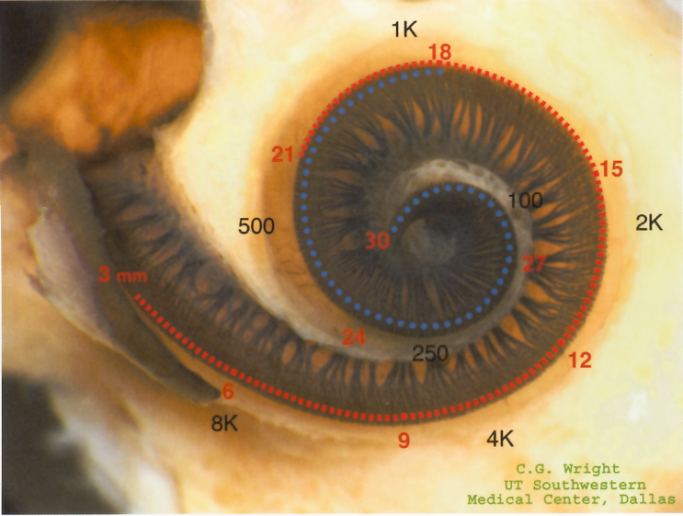 1K
18
21
15
500
100
2K
30
27
3 mm
24
250
12
6
8K
9
4K
C.G. Wright
UT Southwestern
Medical Center, Dallas